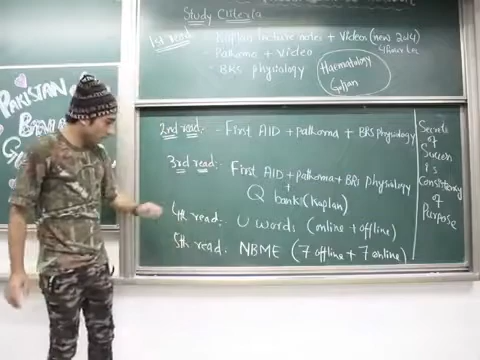 Study Criteria
1st read
Kaplan lecture notes + Videos (new 2014)
Pathoma + Video
BRS physiology
Haematology
Goljan
2nd read:- First AID + pathoma + BRS physiology
3rd read:- First AID + pathoma + BRS physiology
+
Q banks (Kaplan)
4th read: U World (online + offline)
5th read: NBME (7 offline + 7 online)
Secrets
of
Success
is
Consistency
of
Purpose
PAKISTAN